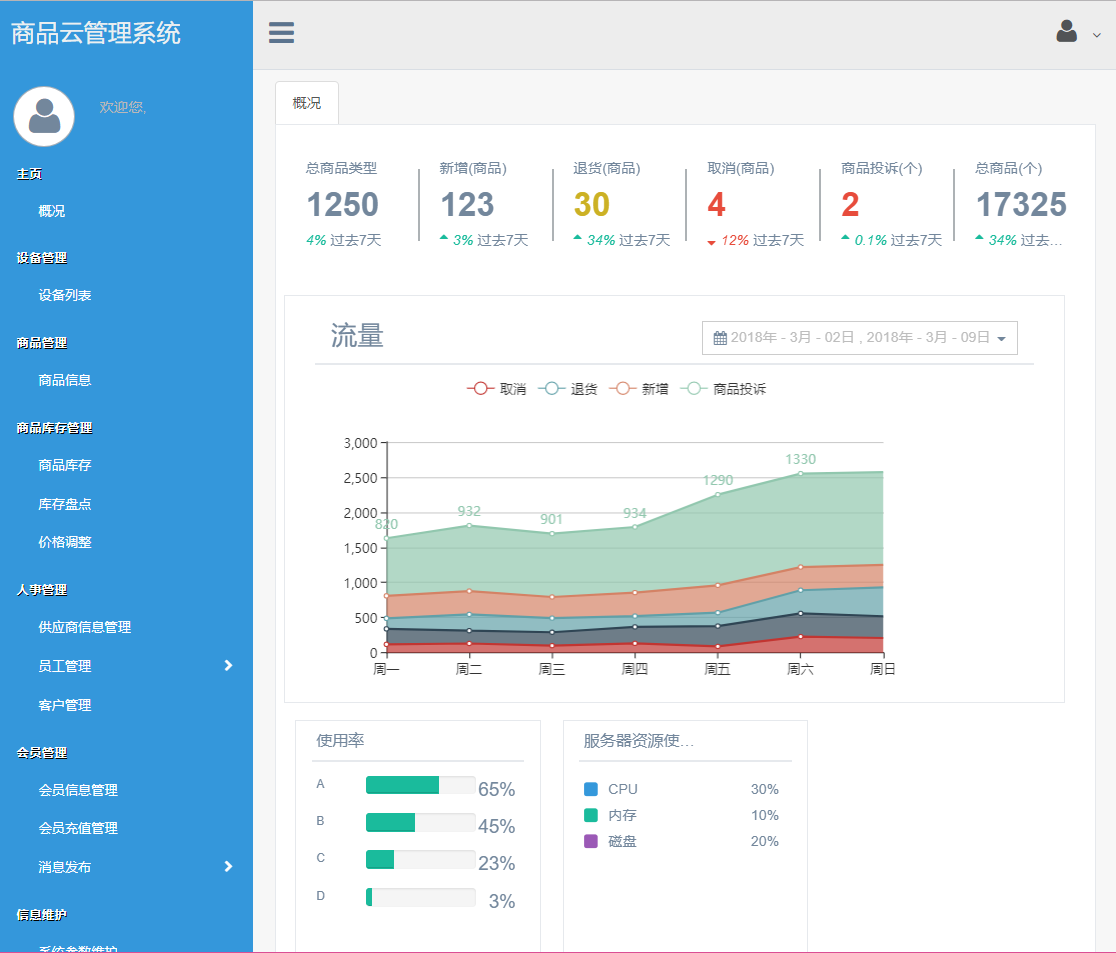 商品云管理系统
欢迎您,
主页
概况
设备管理
设备列表
商品管理
商品信息
商品库存管理
商品库存
库存盘点
价格调整
人事管理
供应商信息管理
员工管理
客户管理
会员管理
会员信息管理
会员充值管理
消息发布
信息维护
系统参数维护
概况
总商品类型 新增(商品) 退货(商品) 取消(商品) 商品投诉(个) 总商品(个)
1250 123 30 4 2 17325
4% 过去7天 3% 过去7天 34% 过去7天 12% 过去7天 0.1% 过去7天 34% 过去…
流量
2018年 - 3月 - 02日 , 2018年 - 3月 - 09日
取消 退货 新增 商品投诉
3,000
2,500
2,000
1,500
1,000
500
0
820 932 901 934 1290 1330
周一 周二 周三 周四 周五 周六 周日
使用率
A 65%
B 45%
C 23%
D 3%
服务器资源使…
CPU 30%
内存 10%
磁盘 20%